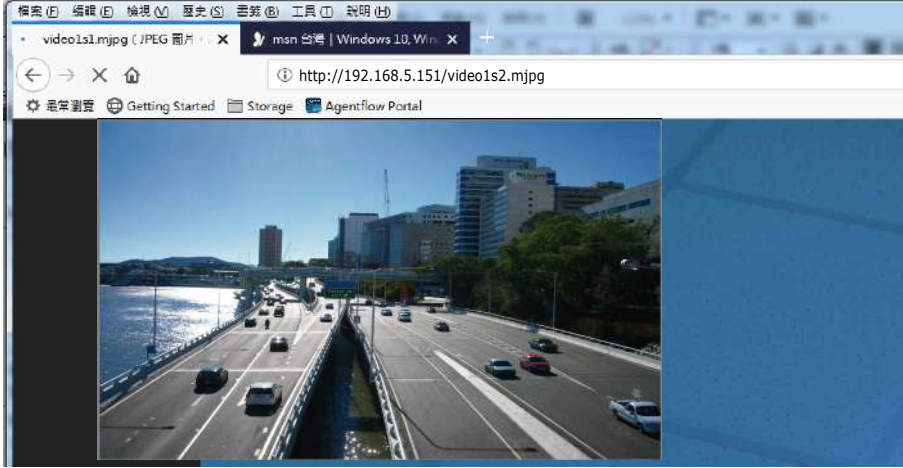 檔案(F) 編輯(E) 檢視(V) 歷史(S) 書籤(B) 工具(T) 說明(H)
video1s1.mjpg (JPEG 圖片 msn 台灣 | Windows 10, Win
http://192.168.5.151/video1s2.mjpg
最常瀏覽 Getting Started Storage Agentflow Portal